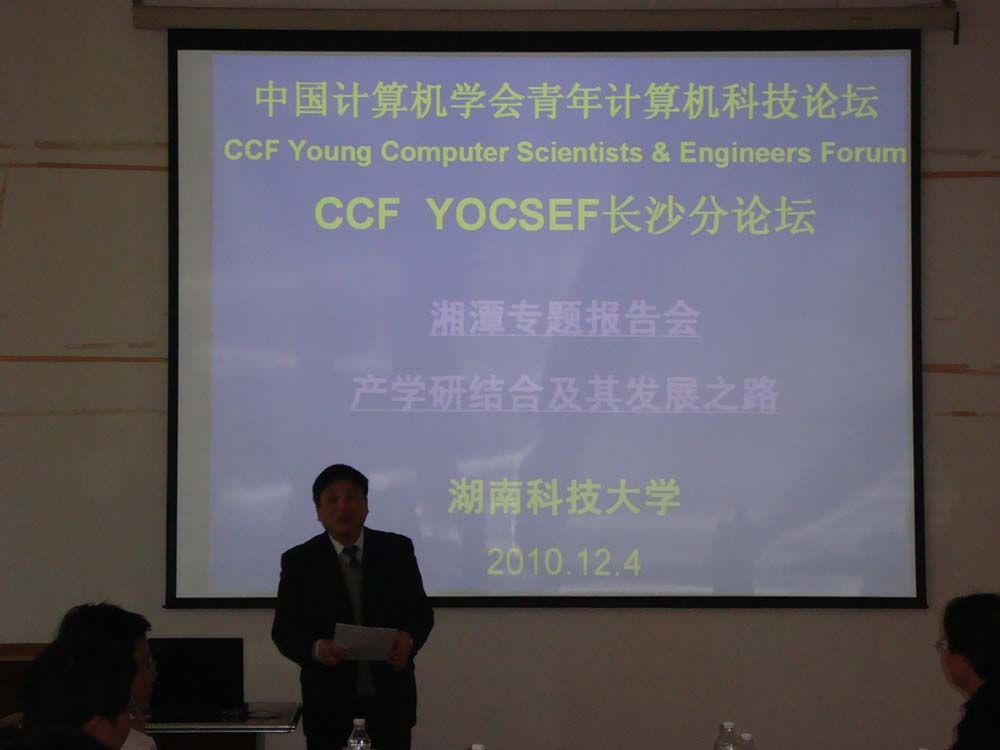 中国计算机学会青年计算机科技论坛
CCF Young Computer Scientists & Engineers Forum
CCF YOCSEF长沙分论坛
湘潭专题报告会
产学研结合及其发展之路
湖南科技大学
2010.12.4